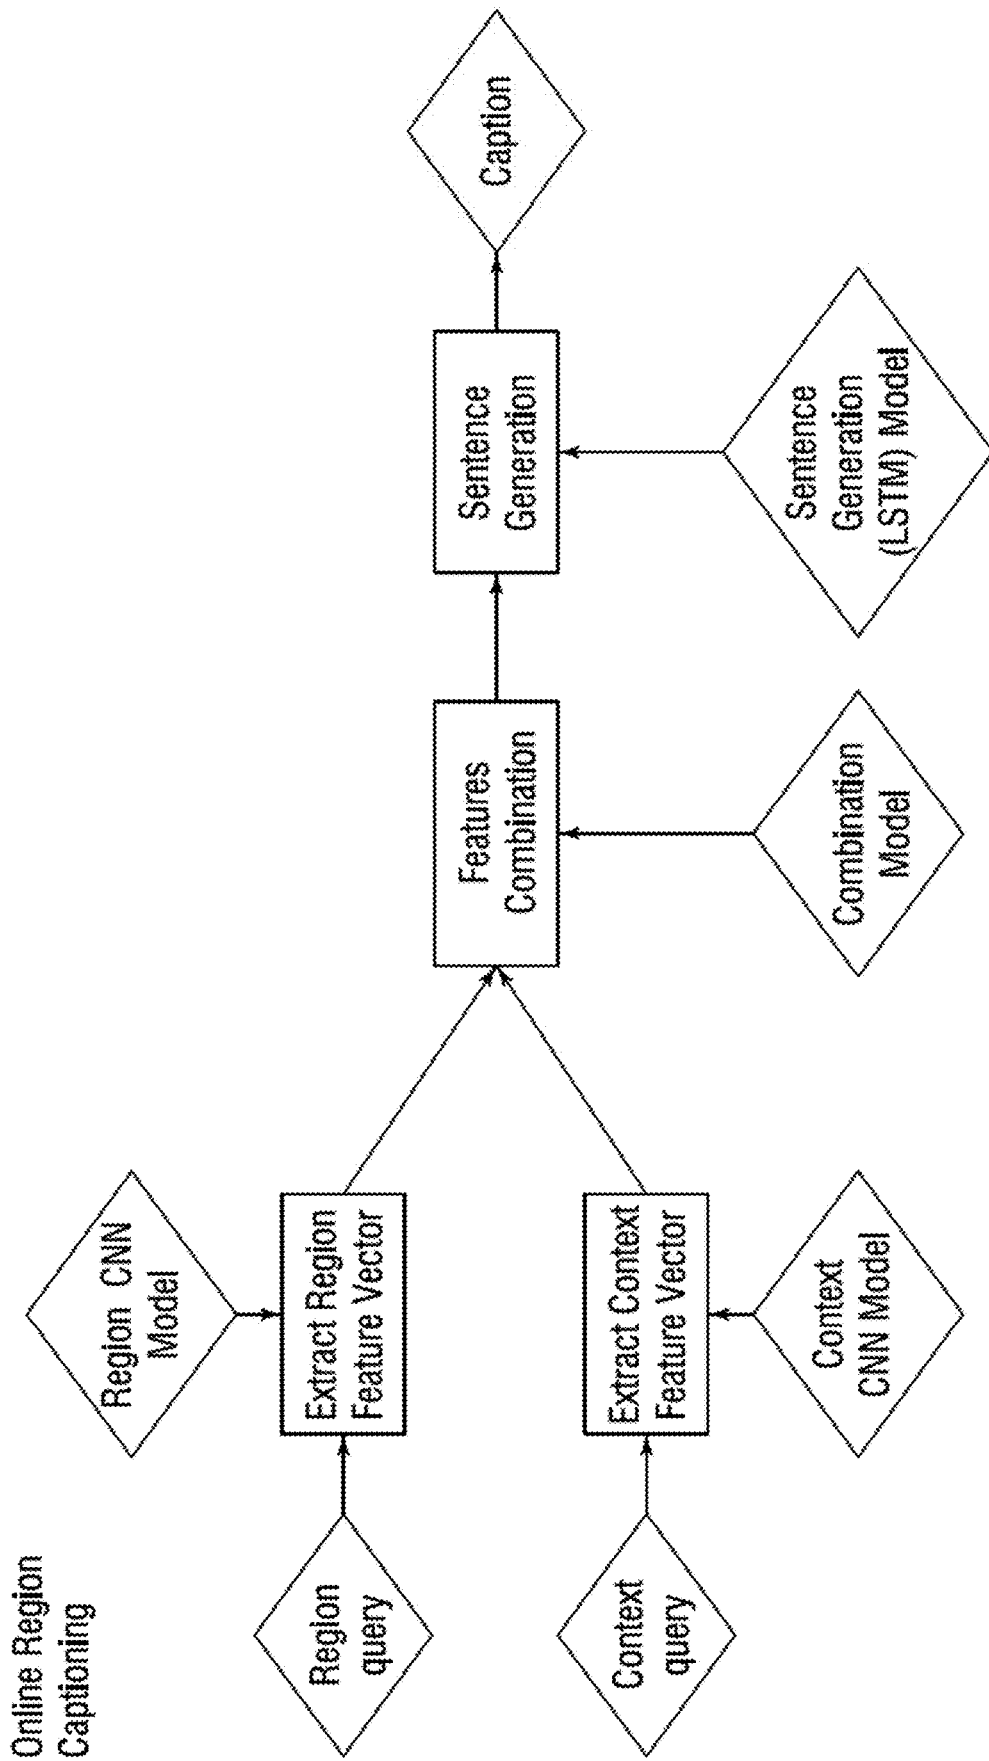 Online Region
Captioning
Region CNN
Model
Region
query
Extract Region
Feature Vector
Context
query
Extract Context
Feature Vector
Context
CNN Model
Features
Combination
Combination
Model
Sentence
Generation
Sentence
Generation
(LSTM) Model
Caption